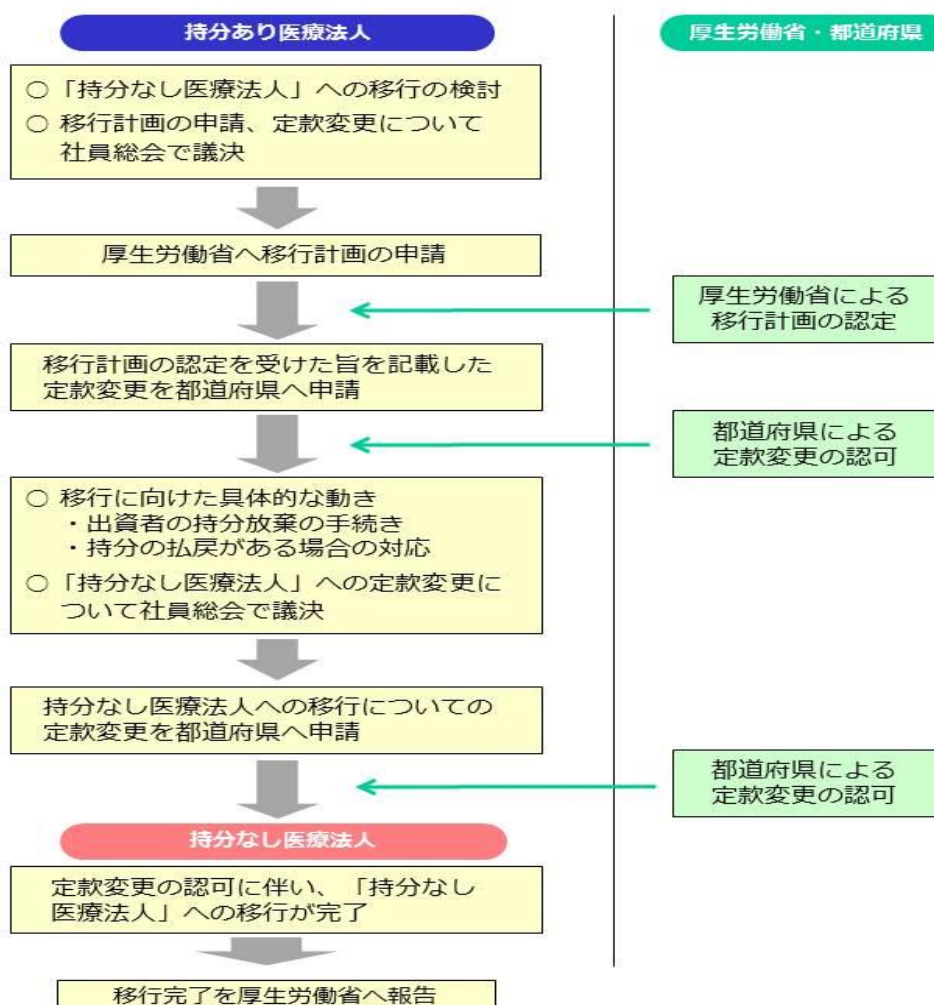 持分あり医療法人
厚生労働省・都道府県
○ 「持分なし医療法人」への移行の検討
○ 移行計画の申請、定款変更について
社員総会で議決
厚生労働省へ移行計画の申請
厚生労働省による
移行計画の認定
移行計画の認定を受けた旨を記載した
定款変更を都道府県へ申請
都道府県による
定款変更の認可
○ 移行に向けた具体的な動き
・出資者の持分放棄の手続き
・持分の払戻がある場合の対応
○ 「持分なし医療法人」への定款変更に
ついて社員総会で議決
持分なし医療法人への移行についての
定款変更を都道府県へ申請
都道府県による
定款変更の認可
持分なし医療法人
定款変更の認可に伴い、「持分なし
医療法人」への移行が完了
移行完了を厚生労働省へ報告